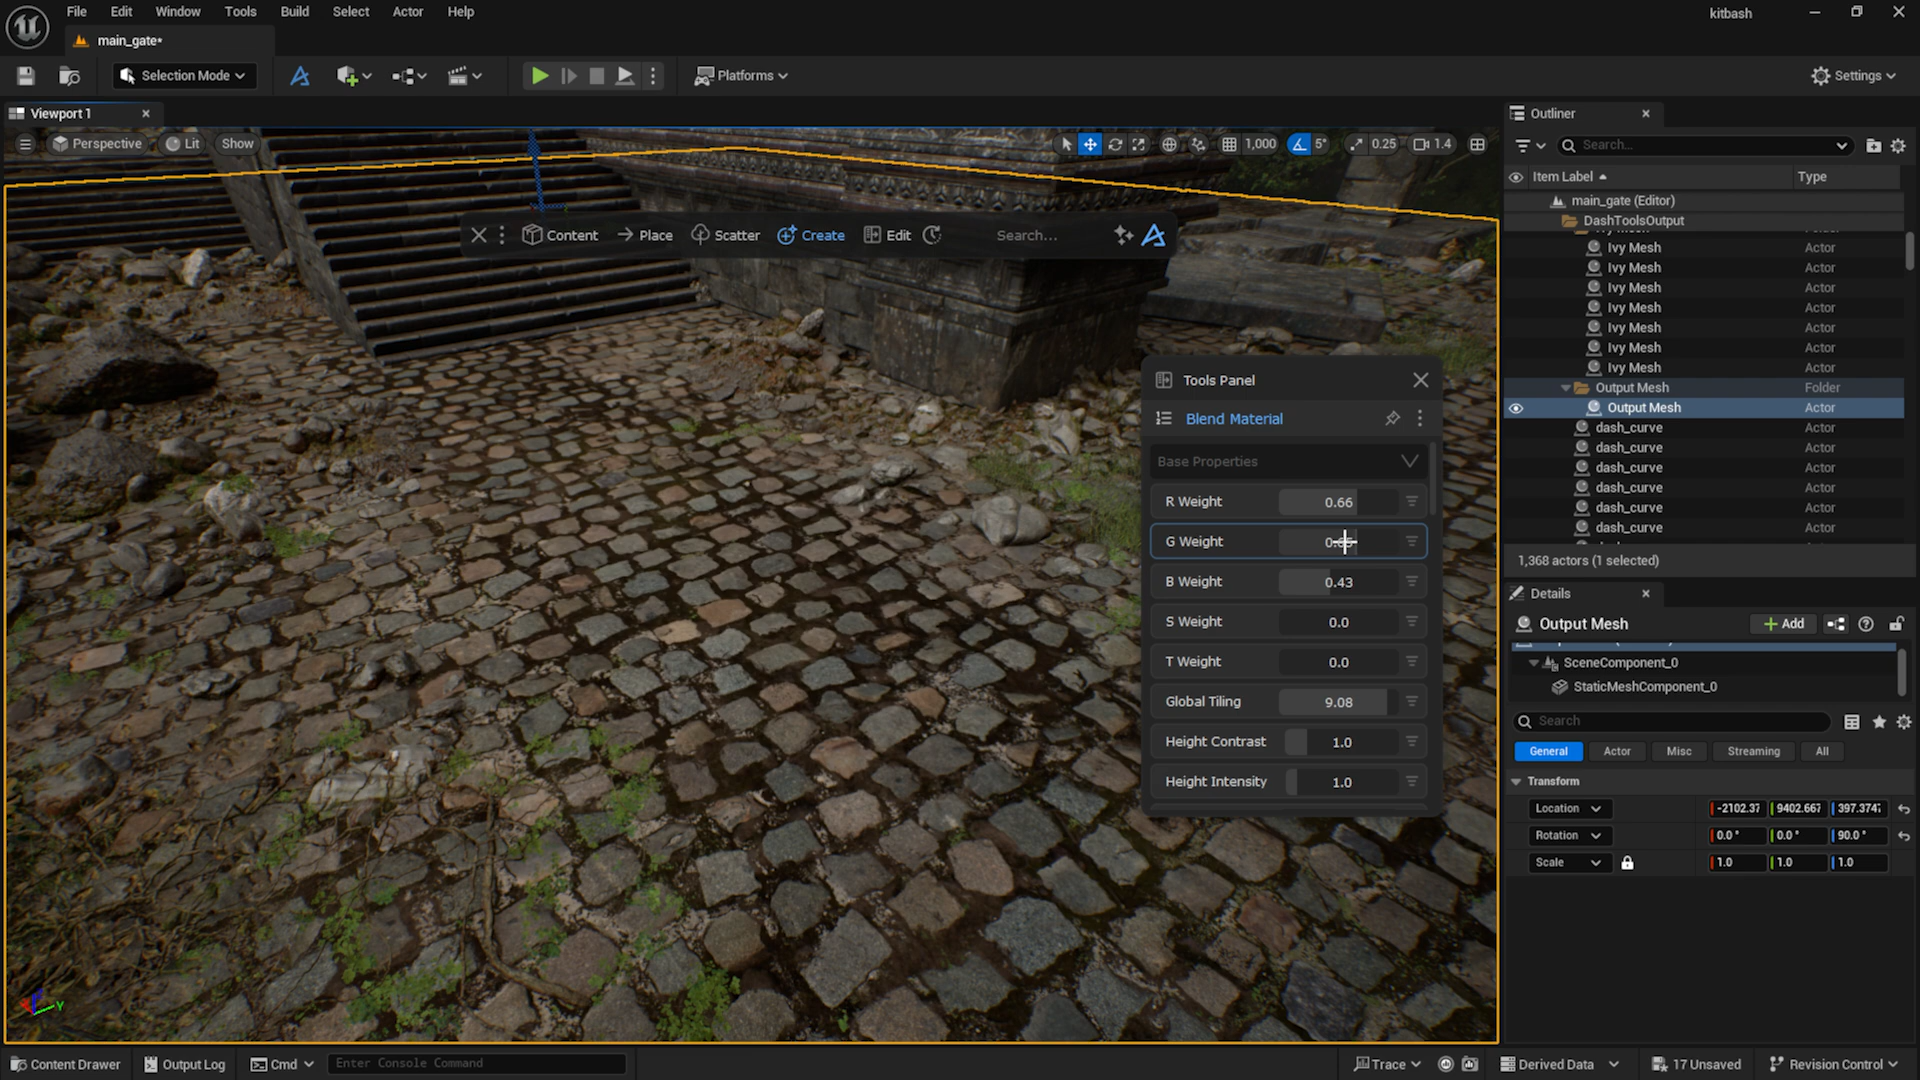 File Edit Window Tools Build Select Actor Help
kitbash
main_gate*
Selection Mode
Platforms
Settings
Viewport 1
Perspective Lit Show
1,000 5° 0.25 1.4
Content Place Scatter Create Edit Search...
Tools Panel
Blend Material
Base Properties
R Weight 0.66
G Weight
B Weight 0.43
S Weight 0.0
T Weight 0.0
Global Tiling 9.08
Height Contrast 1.0
Height Intensity 1.0
Y
Outliner
Search...
Item Label Type
main_gate (Editor)
DashToolsOutput
Ivy Mesh Actor
Ivy Mesh Actor
Ivy Mesh Actor
Ivy Mesh Actor
Ivy Mesh Actor
Ivy Mesh Actor
Ivy Mesh Actor
Output Mesh Folder
Output Mesh Actor
dash_curve Actor
dash_curve Actor
dash_curve Actor
dash_curve Actor
dash_curve Actor
dash_curve Actor
1,368 actors (1 selected)
Details
Output Mesh
Add
SceneComponent_0
StaticMeshComponent_0
Search
General Actor Misc Streaming All
Transform
Location -2102.37 9402.667 397.374
Rotation 0.0 ° 0.0 ° 90.0 °
Scale 1.0 1.0 1.0
Content Drawer Output Log Cmd Enter Console Command
Trace Derived Data 17 Unsaved Revision Control